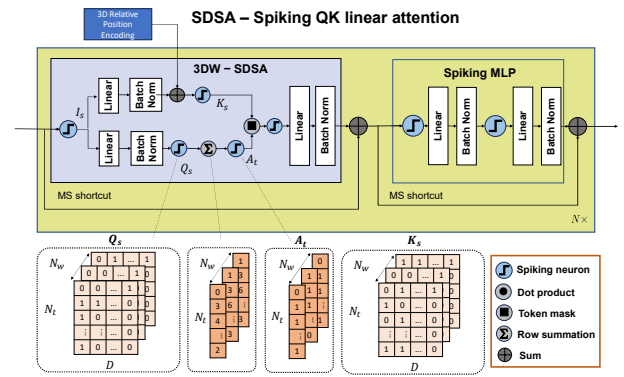 SDSA – Spiking QK linear attention
3D Relative
Position
Encoding
3DW – SDSA
Spiking MLP
I_s
Linear
Batch
Norm
K_s
Linear
Batch
Norm
Q_s
Σ
A_t
Linear
Batch Norm
Linear
Batch Norm
Linear
Batch Norm
MS shortcut
MS shortcut
N×
Q_s
A_t
K_s
N_w
N_t
D
0 1 ... 1
0 0 ... 1
0 1 ... 1
1 0 ... 0
0 1 ... 1
⋮ ⋮ ... 0
1 1 ... 0
N_w
N_t
0
3
4
⋮
2
N_w
N_t
0
1
1
⋮
1
N_w
N_t
D
1 1 ... 1
0 0 ... 1
0 1 ... 1
1 0 ... 0
0 1 ... 1
⋮ ⋮ ... 0
1 1 ... 0
Spiking neuron
Dot product
Token mask
Σ Row summation
Sum